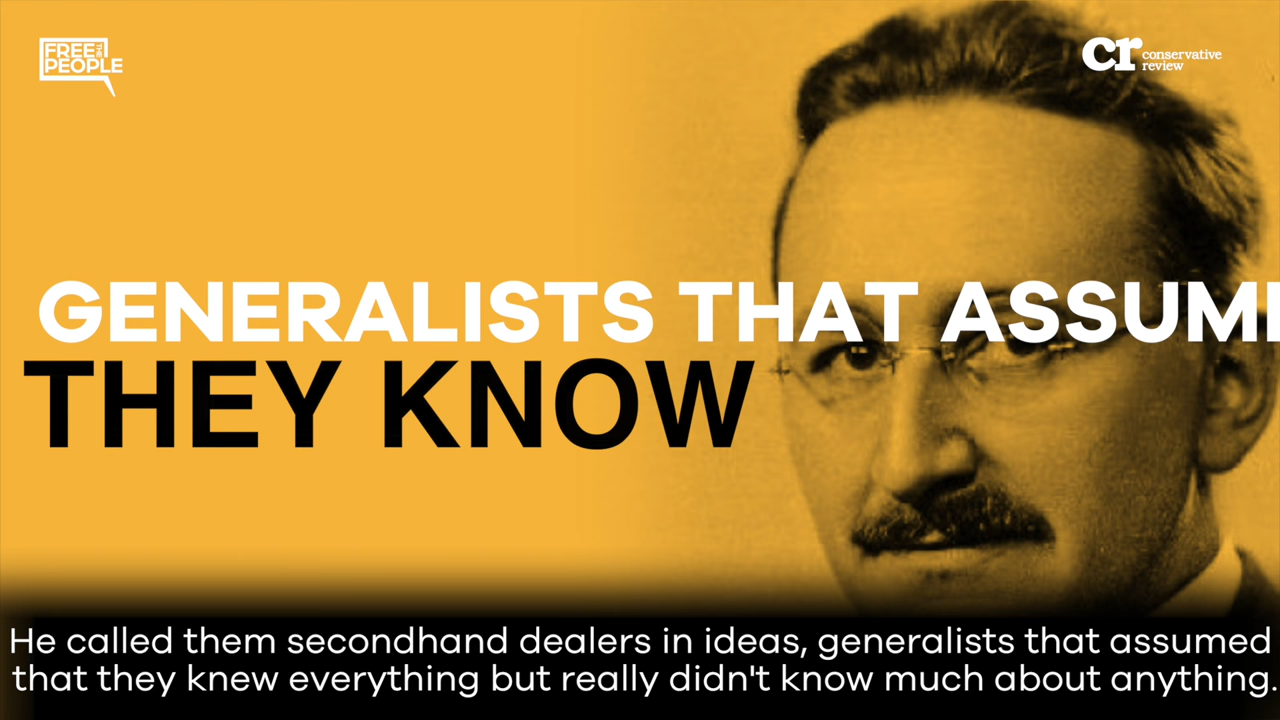 FREE THE
PEOPLE
cr conservative
review
GENERALISTS THAT ASSUM
THEY KNOW
He called them secondhand dealers in ideas, generalists that assumed
that they knew everything but really didn't know much about anything.